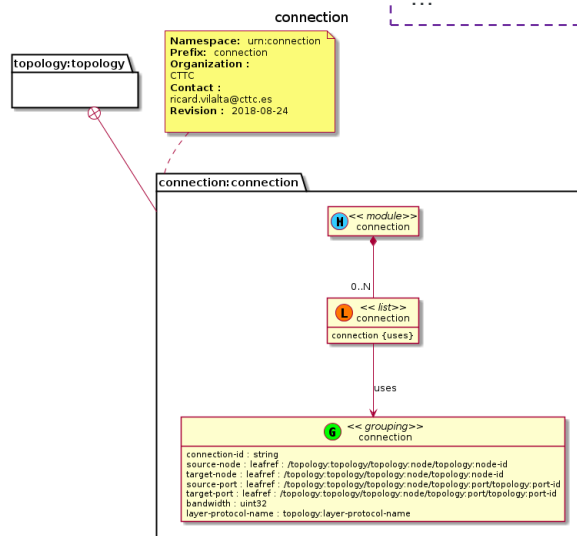 ...
connection
Namespace: urn:connection
Prefix: connection
Organization :
CTTC
Contact :
ricard.vilalta@cttc.es
Revision : 2018-08-24
topology:topology
connection:connection
H << module>>
connection
0..N
L << list>>
connection
connection {uses}
uses
G << grouping>>
connection
connection-id : string
source-node : leafref : /topology:topology/topology:node/topology:node-id
target-node : leafref : /topology:topology/topology:node/topology:node-id
source-port : leafref : /topology:topology/topology:node/topology:port/topology:port-id
target-port : leafref : /topology:topology/topology:node/topology:port/topology:port-id
bandwidth : uint32
layer-protocol-name : topology:layer-protocol-name